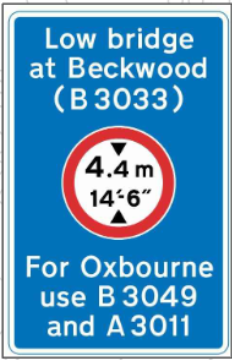 Low bridge
at Beckwood
(B 3033)
4.4 m
14'-6"
For Oxbourne
use B 3049
and A 3011